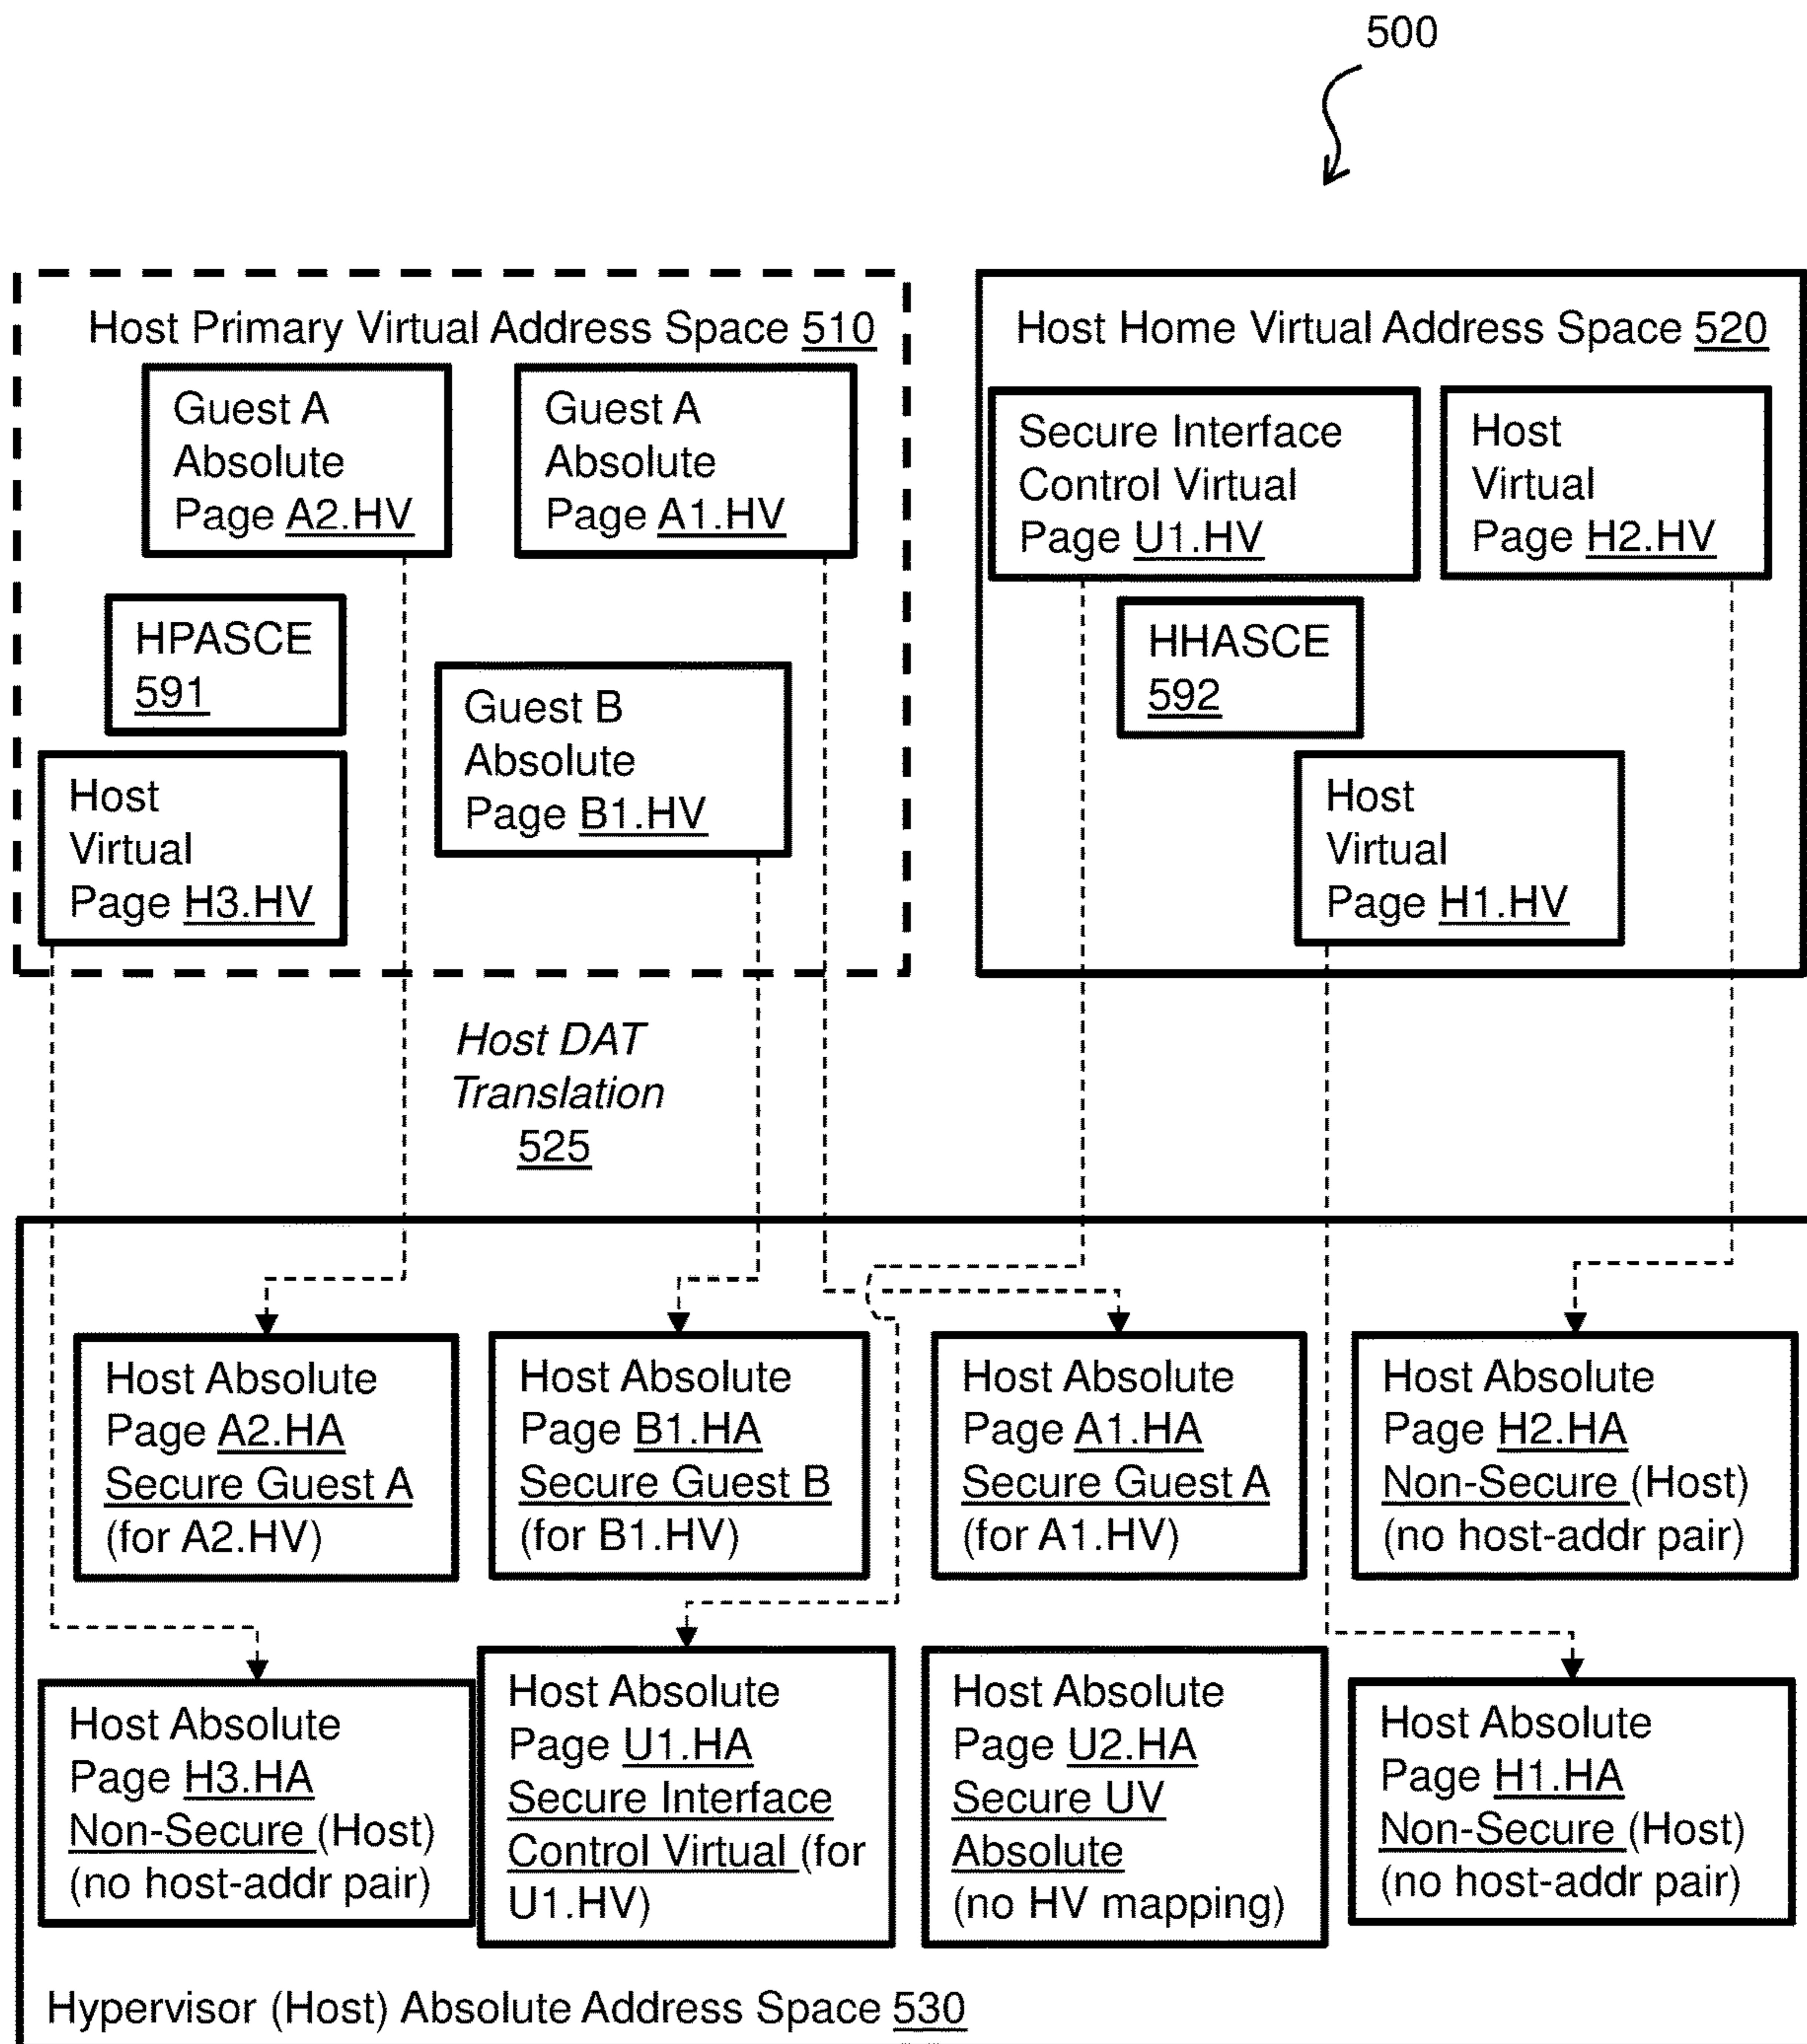 500
Host Primary Virtual Address Space 510
Guest A
Absolute
Page A2.HV
Guest A
Absolute
Page A1.HV
HPASCE
591
Guest B
Absolute
Page B1.HV
Host
Virtual
Page H3.HV
Host Home Virtual Address Space 520
Secure Interface
Control Virtual
Page U1.HV
Host
Virtual
Page H2.HV
HHASCE
592
Host
Virtual
Page H1.HV
Host DAT
Translation
525
Host Absolute
Page A2.HA
Secure Guest A
(for A2.HV)
Host Absolute
Page B1.HA
Secure Guest B
(for B1.HV)
Host Absolute
Page A1.HA
Secure Guest A
(for A1.HV)
Host Absolute
Page H2.HA
Non-Secure (Host)
(no host-addr pair)
Host Absolute
Page H3.HA
Non-Secure (Host)
(no host-addr pair)
Host Absolute
Page U1.HA
Secure Interface
Control Virtual (for
U1.HV)
Host Absolute
Page U2.HA
Secure UV
Absolute
(no HV mapping)
Host Absolute
Page H1.HA
Non-Secure (Host)
(no host-addr pair)
Hypervisor (Host) Absolute Address Space 530